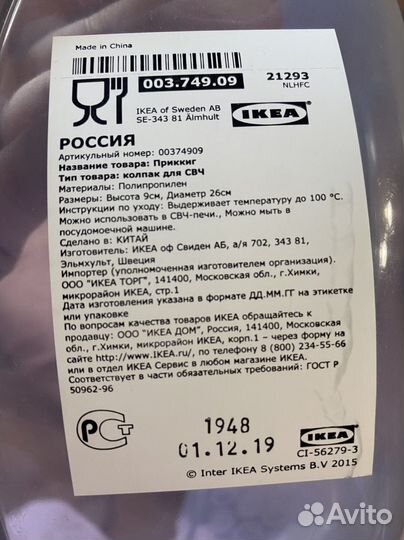 Made in China
003.749.09
21293
NLHFC
IKEA of Sweden AB
SE-343 81 Älmhult
IKEA
РОССИЯ
Артикульный номер: 00374909
Название товара: Приккиг
Тип товара: колпак для СВЧ
Материалы: Полипропилен
Размеры: Высота 9см, Диаметр 26см
Инструкции по уходу: Выдерживает температуру до 100 °C.
Можно использовать в СВЧ-печи., Можно мыть в
посудомоечной машине.
Сделано в: КИТАЙ
Изготовитель: ИКЕА оф Свиден АБ, а/я 702, 343 81,
Эльмхульт, Швеция
Импортер (уполномоченная изготовителем организация).
ООО "ИКЕА ТОРГ", 141400, Московская обл., г.Химки,
микрорайон ИКЕА, стр.1
Дата изготовления указана в формате ДД.ММ.ГГ на этикетке
или упаковке
По вопросам качества товаров ИКЕА обращайтесь к
продавцу: ООО "ИКЕА ДОМ", Россия, 141400, Московская
обл., г.Химки, микрорайон ИКЕА, корп.1 – через форму на
сайте http://www.IKEA.ru/, по телефону 8 (800) 234-55-66
или в отдел ИКЕА Сервис в любом магазине ИКЕА.
Соответствует в части обязательных требований: ГОСТ Р
50962-96
РСТ
1948
01.12.19
IKEA
CI-56279-3
© Inter IKEA Systems B.V 2015
Avito